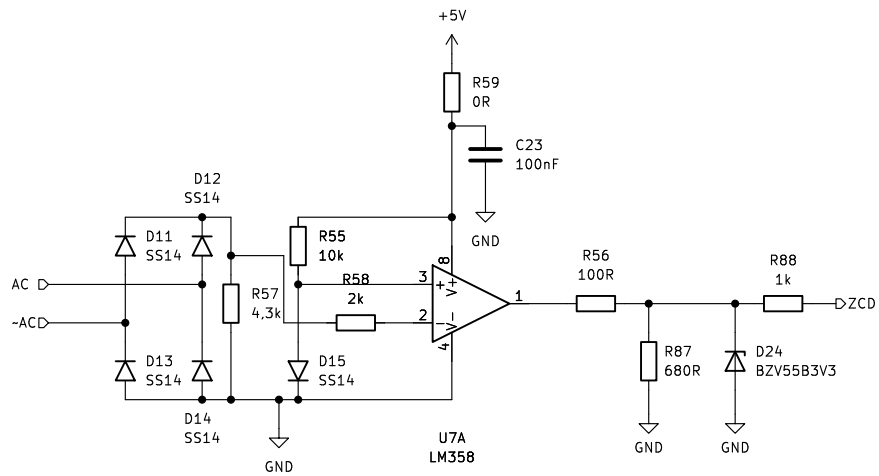 +5V
R59
0R
C23
100nF
GND
D12
SS14
D11
SS14
R55
10k
8
R56
100R
R88
1k
AC
R57
4,3k
R58
2k
3
+
+
V
1
ZCD
~AC
2
−
V-
4
D13
SS14
D15
SS14
R87
680R
D24
BZV55B3V3
D14
SS14
GND
U7A
LM358
GND
GND